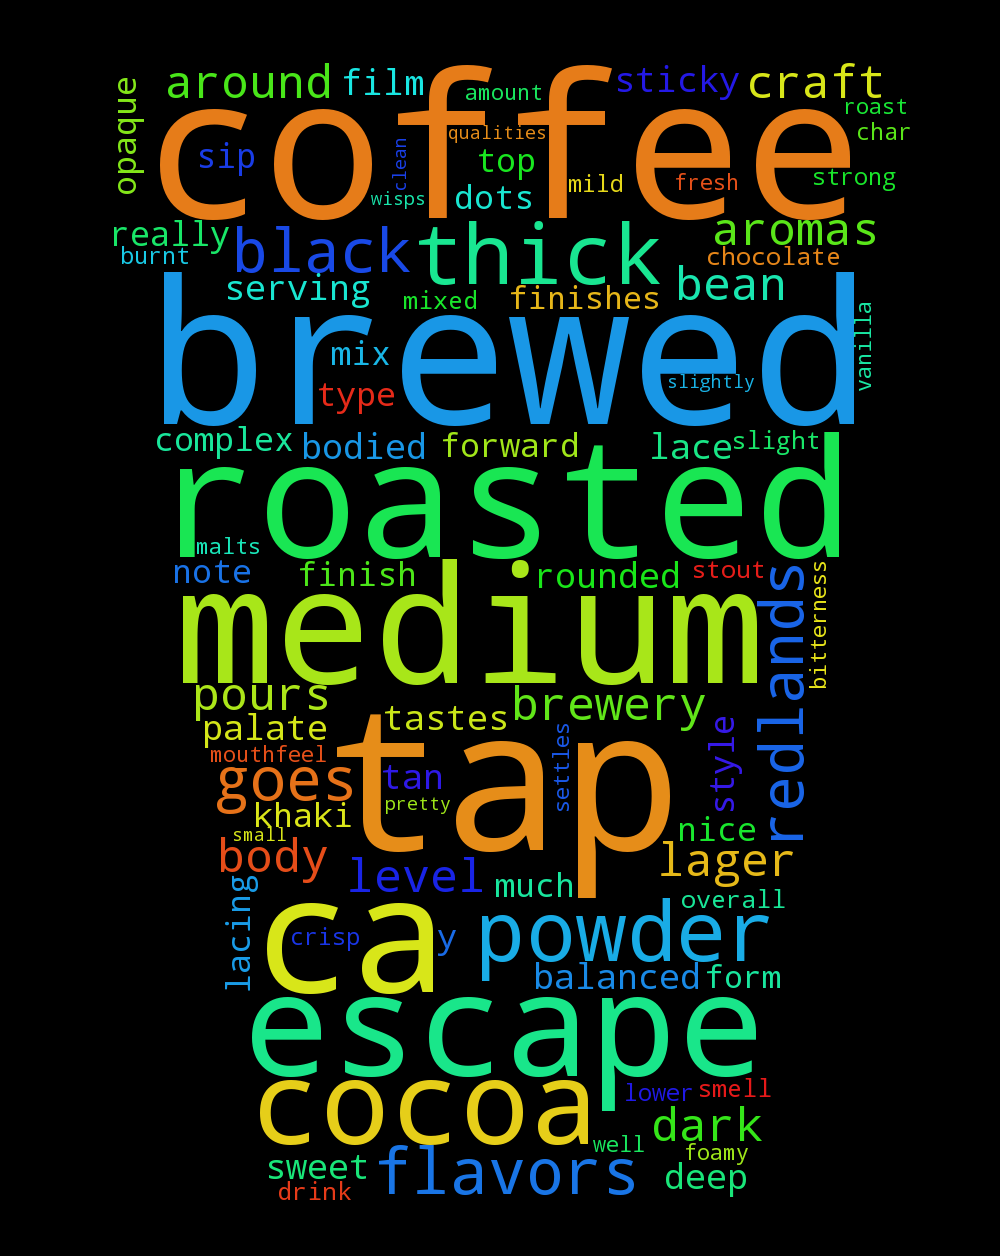 around film sticky craft
amount
opaque
coffee
roast
qualities char
sip clean top
wisps dots mild fresh strong
really black thick aromas
burnt chocolate
serving mixed finishes bean
brewed
vanilla
mix
type slightly
complex bodied forward lace slight
roasted
malts
note finish rounded stout
medium
redlands
bitterness
pours tastes brewery
palate
tap
mouthfeel
goes tan settles style
khaki pretty
small nice
body level much lager
overall
lacing
ca
crisp y powder
balanced form
escape
cocoa
lower smell
dark
well foamy
sweet flavors deep
drink